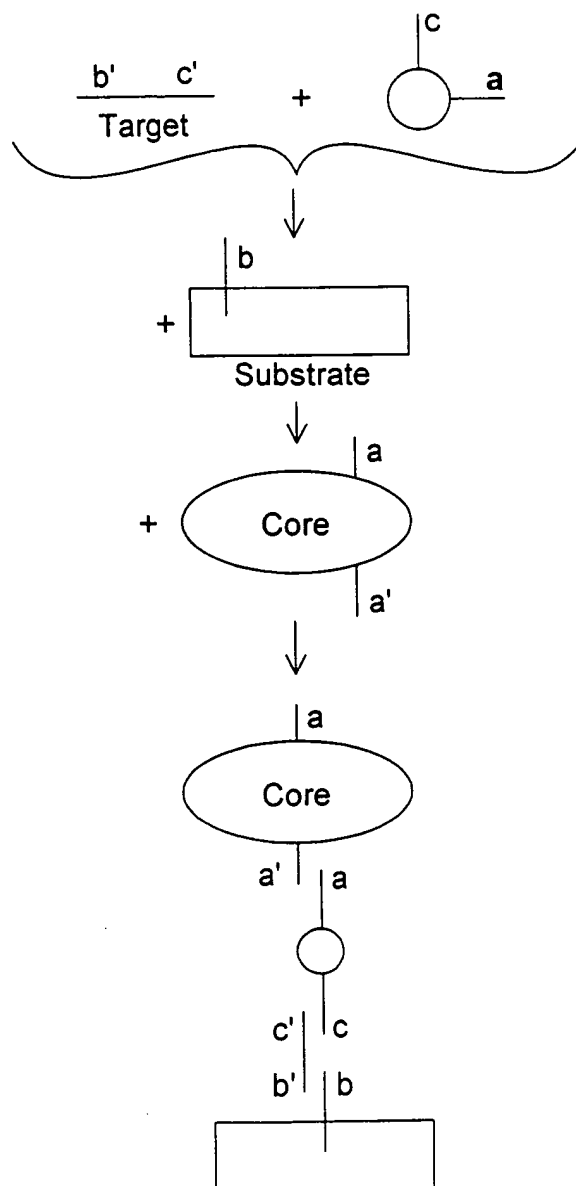 c
b' c' + a
Target
b
+
Substrate
a
+ Core
a'
a
Core
a' a
c' c
b' b